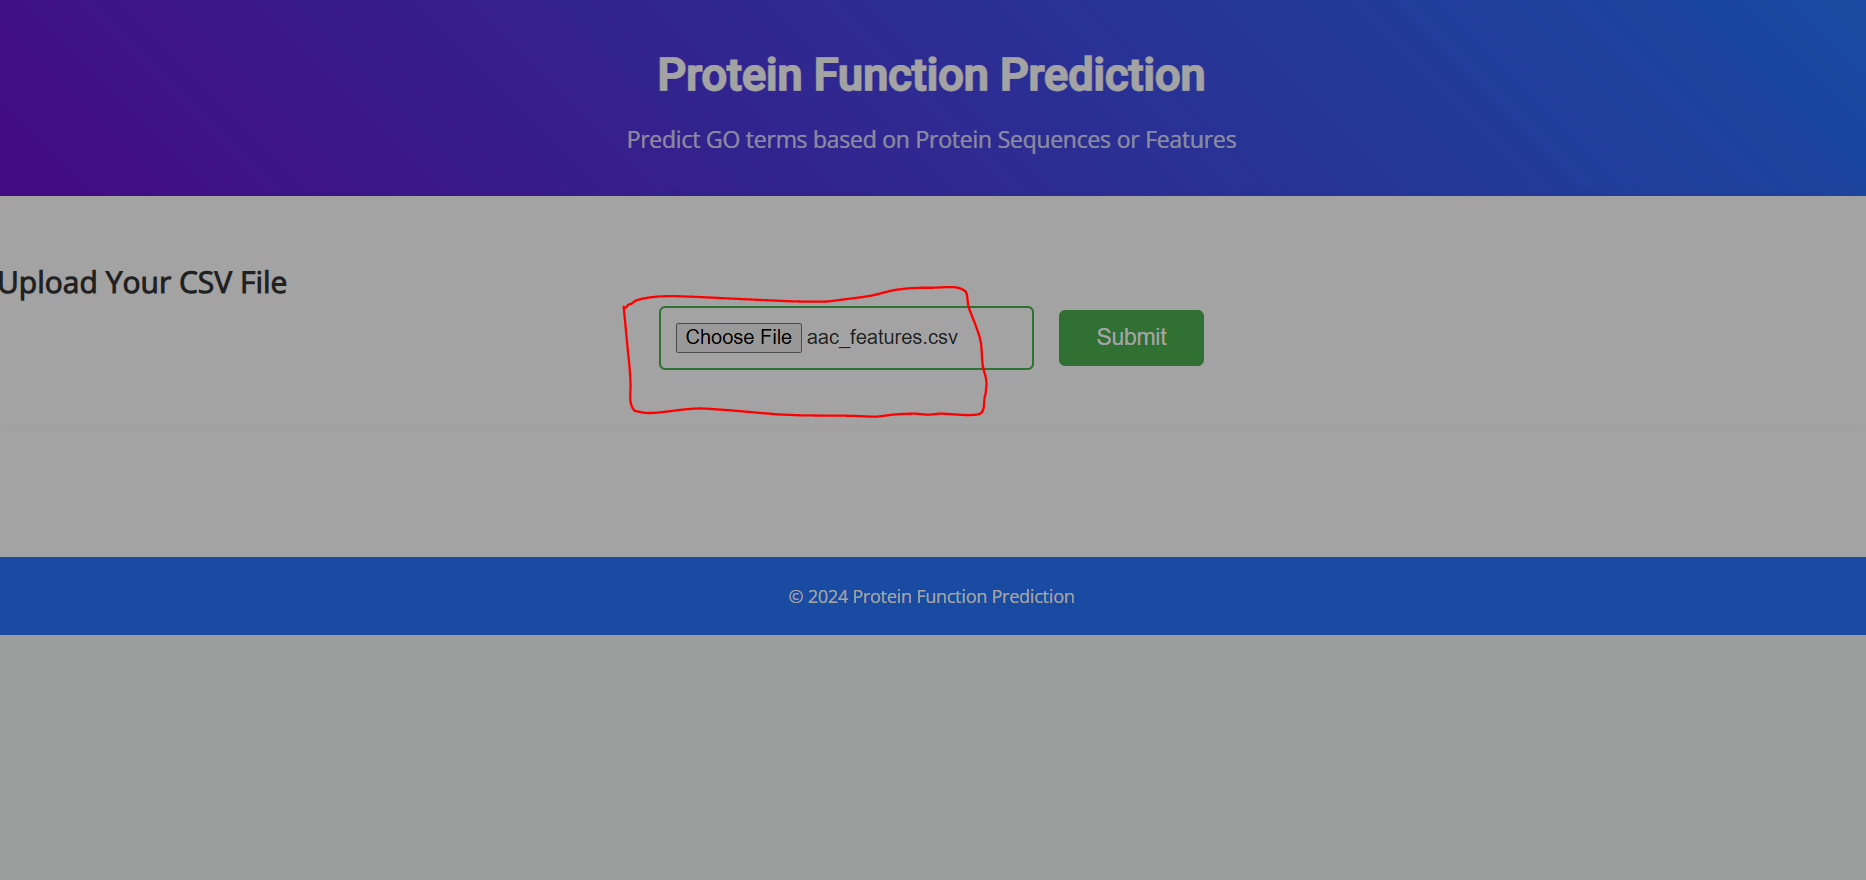 Protein Function Prediction
Predict GO terms based on Protein Sequences or Features
Upload Your CSV File
Choose File aac_features.csv
Submit
© 2024 Protein Function Prediction